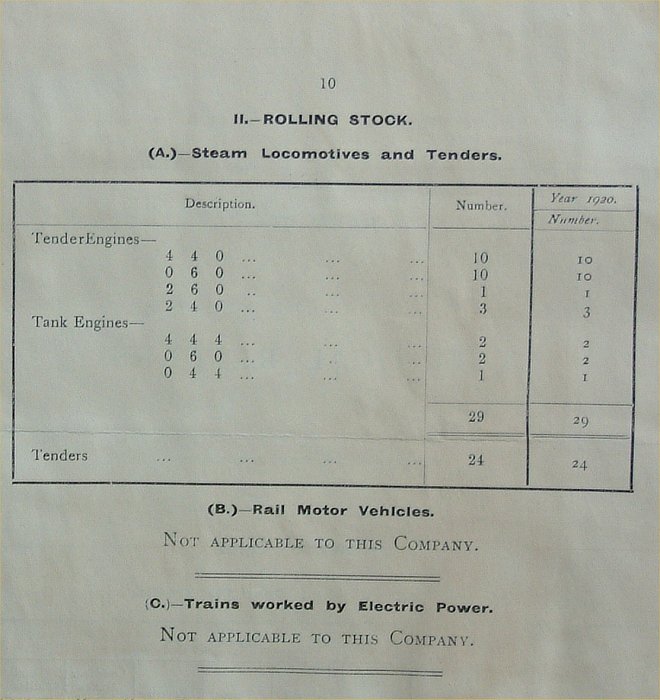 10
II.—ROLLING STOCK.
(A.)—Steam Locomotives and Tenders.
Description. Number. Year 1920.
Number.
TenderEngines—
4 4 0 ... ... ... 10 10
0 6 0 ... ... ... 10 10
2 6 0 .. ... ... 1 1
2 4 0 ... ... ... 3 3
Tank Engines—
4 4 4 ... ... ... 2 2
0 6 0 ... . .. 2 2
0 4 4 ... ... ... 1 1
29 29
Tenders ... ... ... ... 24 24
(B.)—Rail Motor Vehicles.
NOT APPLICABLE TO THIS COMPANY.
(C.)—Trains worked by Electric Power.
NOT APPLICABLE TO THIS COMPANY.